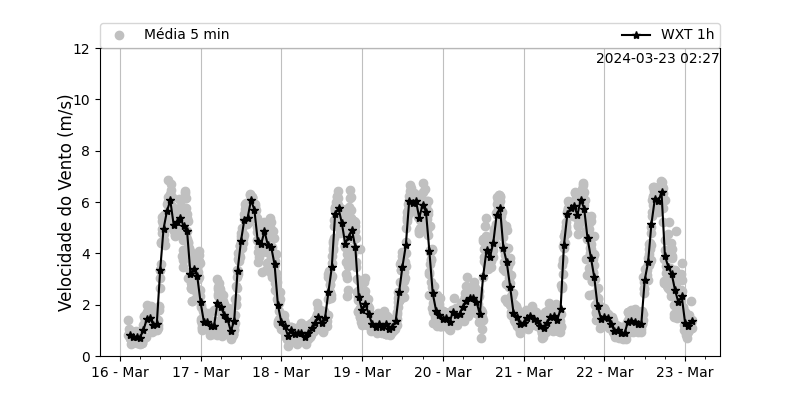 Média 5 min
WXT 1h
2024-03-23 02:27
Velocidade do Vento (m/s)
12
10
8
6
4
2
0
16 - Mar 17 - Mar 18 - Mar 19 - Mar 20 - Mar 21 - Mar 22 - Mar 23 - Mar